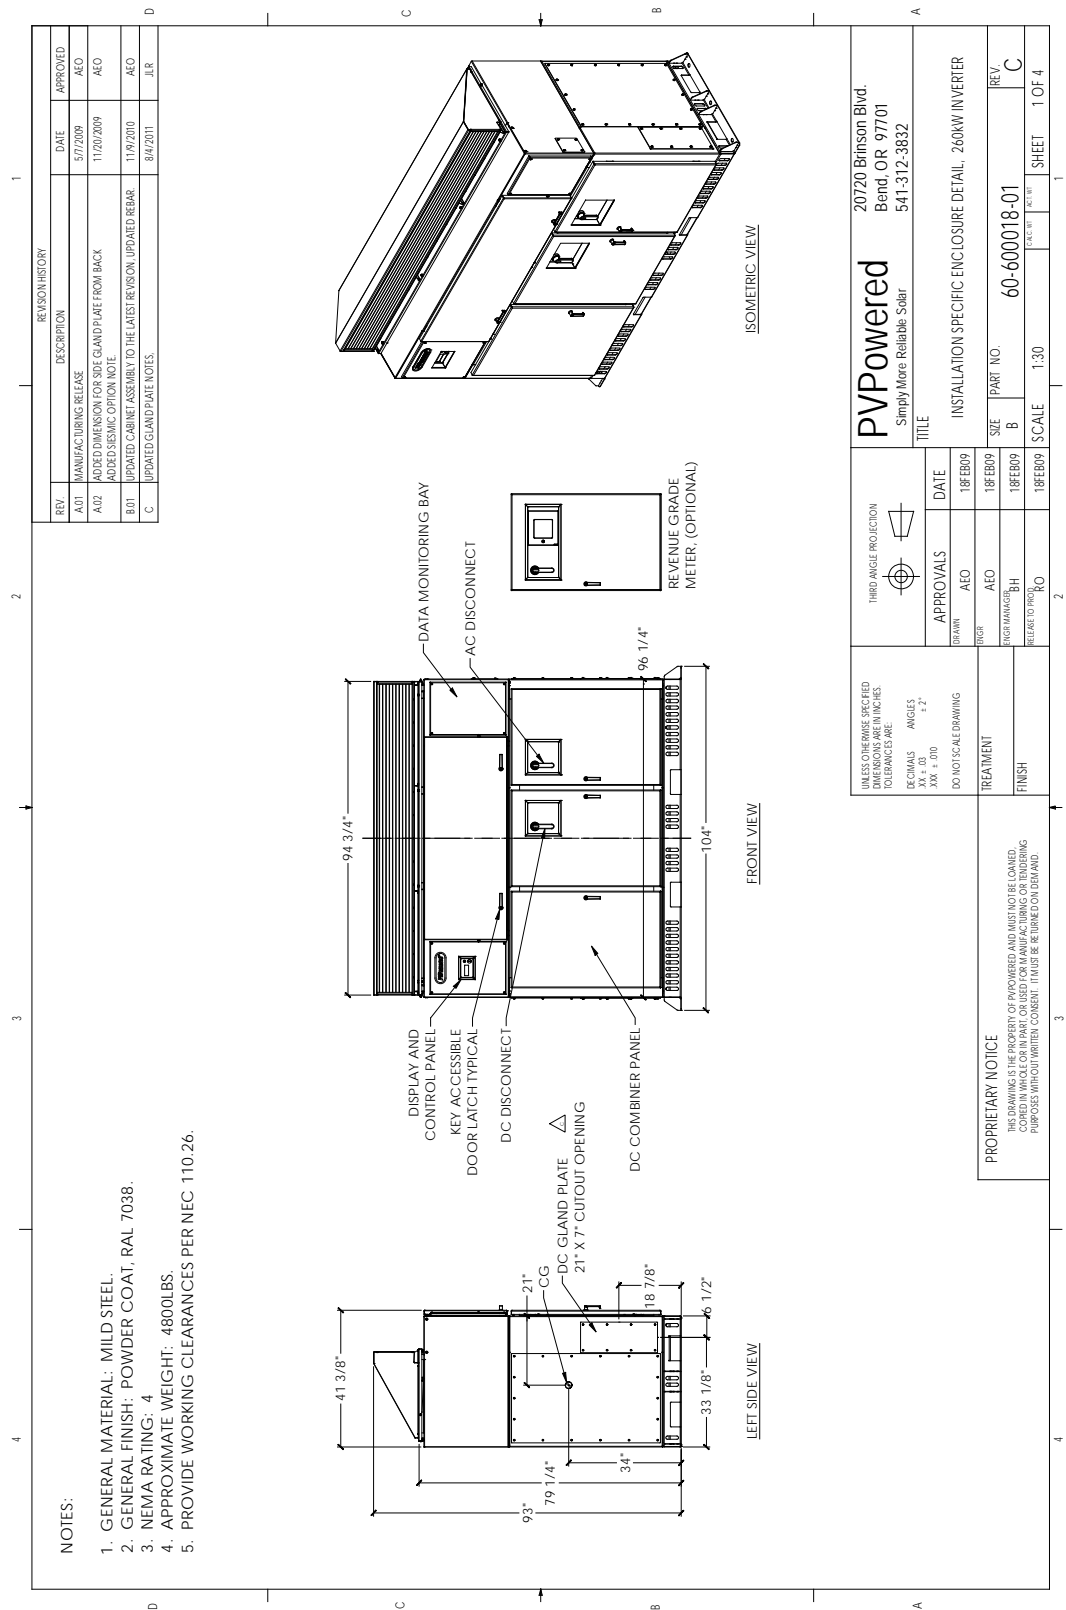 NOTES:
1. GENERAL MATERIAL: MILD STEEL.
2. GENERAL FINISH: POWDER COAT, RAL 7038.
3. NEMA RATING: 4
4. APPROXIMATE WEIGHT: 4800LBS.
5. PROVIDE WORKING CLEARANCES PER NEC 110.26.
REVISION HISTORY
REV. DESCRIPTION DATE APPROVED
A.01 MANUFACTURING RELEASE 5/7/2009 AEO
A.02 ADDED DIMENSION FOR SIDE GLAND PLATE FROM BACK 11/20/2009 AEO
ADDED SIESMIC OPTION NOTE
B.01 UPDATED CABINET ASSEMBLY TO THE LATEST REVISION, UPDATED REBAR. 11/9/2010 AEO
C UPDATED GLAND PLATE NOTES. 8/4/2011 JLR
4 3 2 1
D
C
B
A
93"
79 1/4"
41 3/8"
34"
21"
CG
DC GLAND PLATE
21" X 7" CUTOUT OPENING
18 7/8"
33 1/8"
6 1/2"
LEFT SIDE VIEW
94 3/4"
DISPLAY AND
CONTROL PANEL
KEY ACCESSIBLE
DOOR LATCH TYPICAL
DC DISCONNECT
DC COMBINER PANEL
DATA MONITORING BAY
AC DISCONNECT
96 1/4"
104"
FRONT VIEW
REVENUE GRADE
METER, (OPTIONAL)
ISOMETRIC VIEW
PROPRIETARY NOTICE
THIS DRAWING IS THE PROPERTY OF PVPOWERED AND MUST NOT BE LOANED,
COPIED IN WHOLE OR IN PART, OR USED FOR MANUFACTURING OR TENDERING
PURPOSES WITHOUT WRITTEN CONSENT. IT MUST BE RETURNED ON DEMAND.
UNLESS OTHERWISE SPECIFIED
DIMENSIONS ARE IN INCHES.
TOLERANCES ARE:
DECIMALS ANGLES
.XX ± .03 ± 2°
.XXX ± .010
DO NOT SCALE DRAWING
TREATMENT
FINISH
THIRD ANGLE PROJECTION
APPROVALS DATE
DRAWN AEO 18FEB09
ENGR AEO 18FEB09
ENGR MANAGER BH 18FEB09
RELEASE TO PROD. RO 18FEB09
PVPowered
Simply More Reliable Solar
20720 Brinson Blvd.
Bend, OR 97701
541-312-3832
TITLE
INSTALLATION SPECIFIC ENCLOSURE DETAIL, 260kW INVERTER
SIZE B
PART NO. 60-600018-01
REV. C
SCALE 1:30
CALC. WT
ACT. WT
SHEET 1 OF 4
D
C
B
A
4 3 2 1